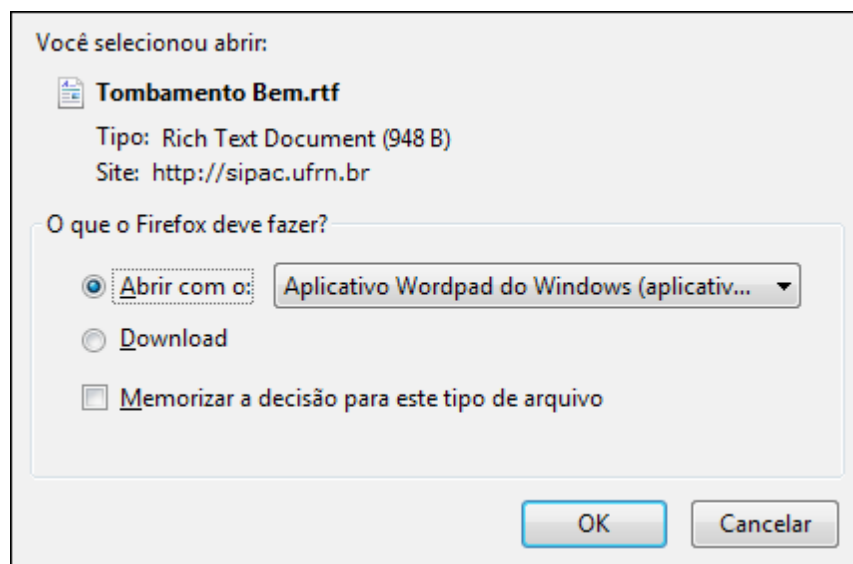 Você selecionou abrir:
Tombamento Bem.rtf
Tipo: Rich Text Document (948 B)
Site: http://sipac.ufrn.br
O que o Firefox deve fazer?
Abrir com o: Aplicativo Wordpad do Windows (aplicativ...
Download
Memorizar a decisão para este tipo de arquivo
OK Cancelar